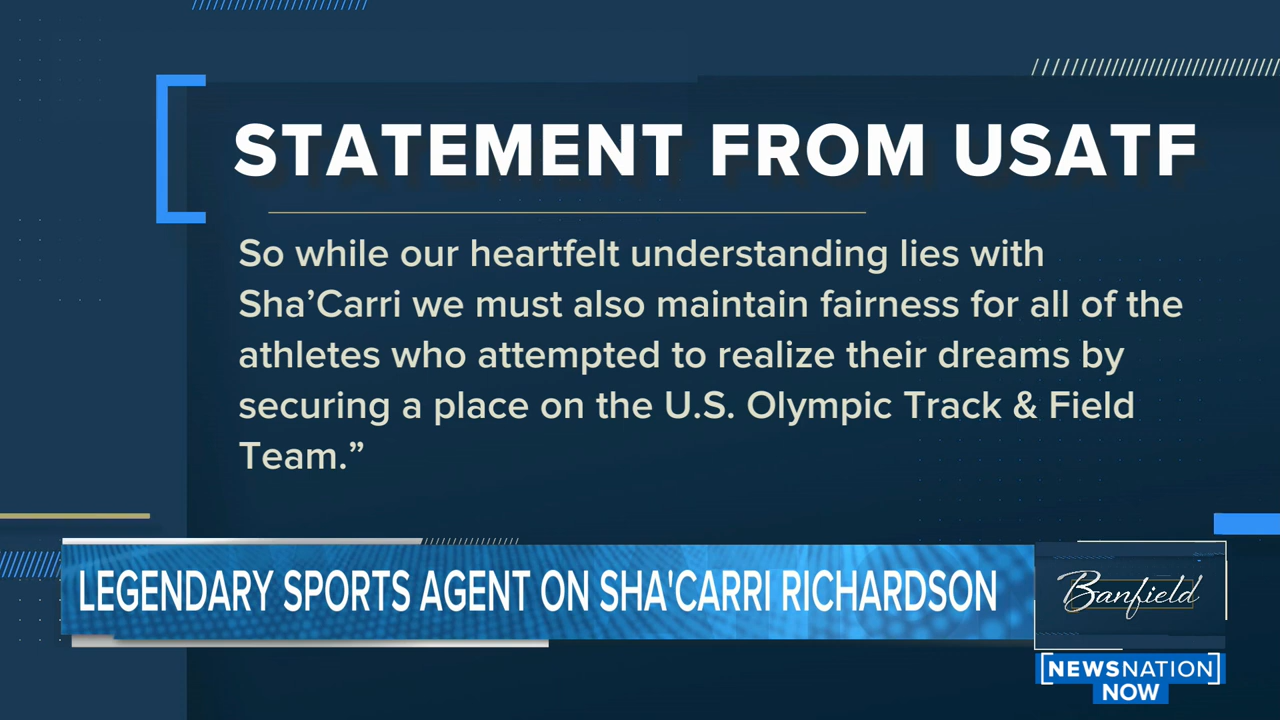 STATEMENT FROM USATF
So while our heartfelt understanding lies with
Sha’Carri we must also maintain fairness for all of the
athletes who attempted to realize their dreams by
securing a place on the U.S. Olympic Track & Field
Team.”
LEGENDARY SPORTS AGENT ON SHA'CARRI RICHARDSON
Banfield
NEWSNATION
NOW